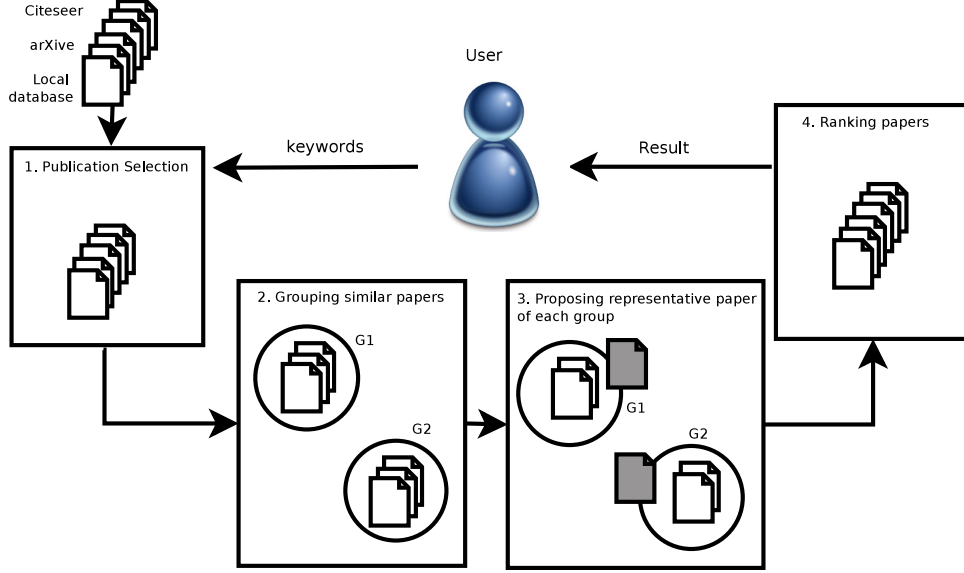 Citeseer
arXive
Local
database
User
keywords
Result
1. Publication Selection
4. Ranking papers
2. Grouping similar papers
G1
G2
3. Proposing representative paper
of each group
G1
G2